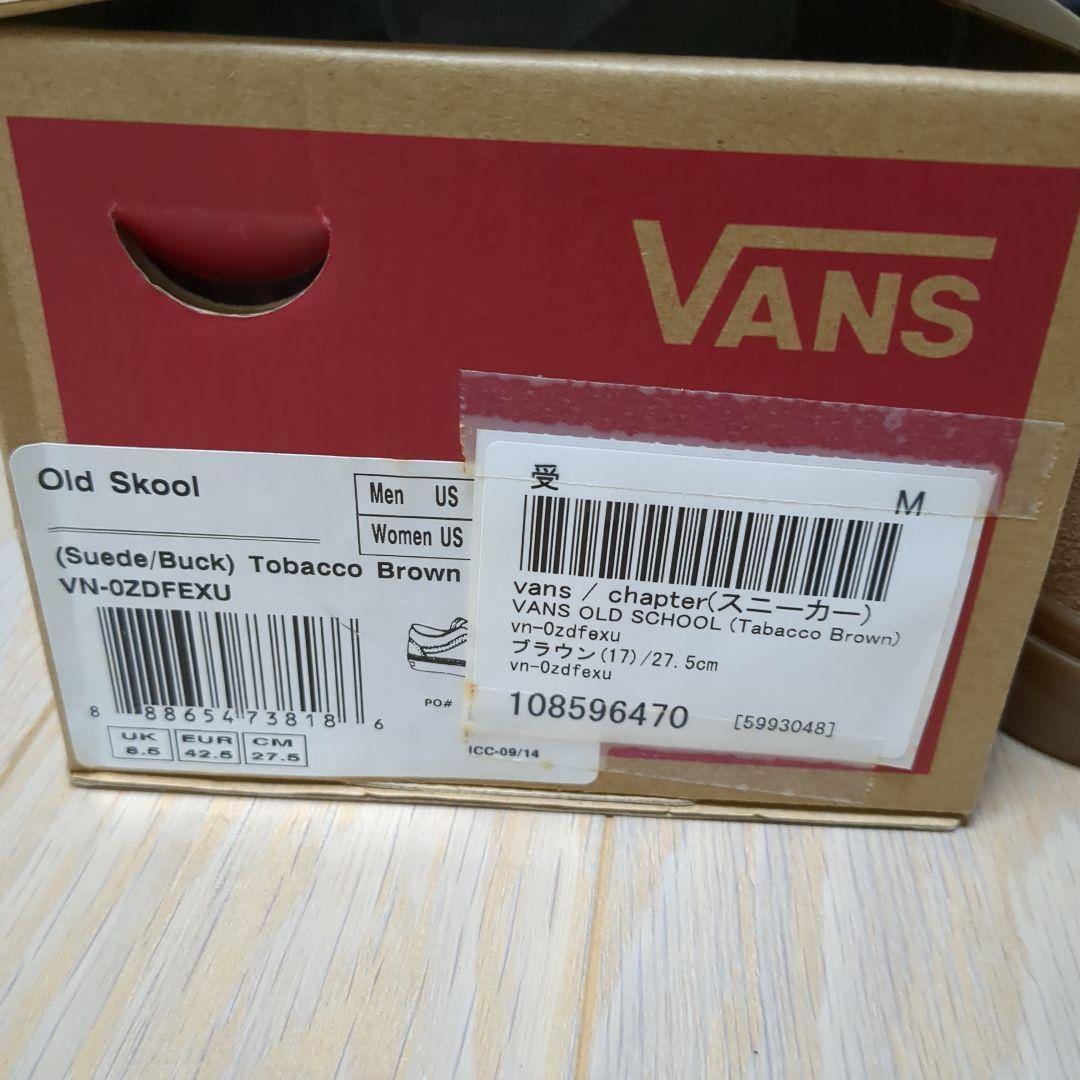 VANS
Old Skool
Men US
Women US
(Suede/Buck) Tobacco Brown
VN-0ZDFEXU
8 88654 73818 6
PO#
UK EUR CM
8.5 42.5 27.5
ICC-09/14
受
M
vans / chapter(スニーカー)
VANS OLD SCHOOL (Tabacco Brown)
vn-0zdfexu
ブラウン(17)/27.5cm
vn-0zdfexu
108596470 [5993048]